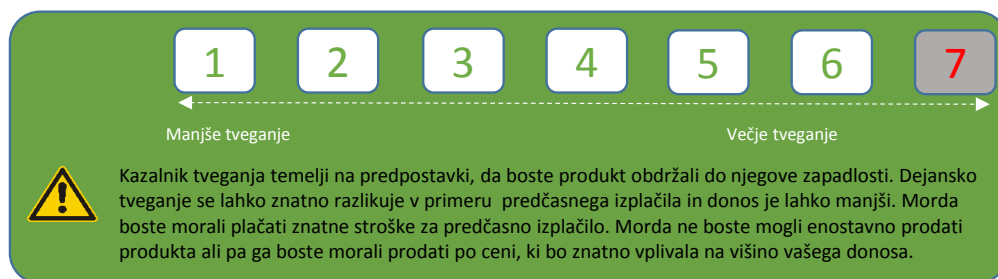 1 2 3 4 5 6 7
Manjše tveganje Večje tveganje
Kazalnik tveganja temelji na predpostavki, da boste produkt obdržali do njegove zapadlosti. Dejansko
tveganje se lahko znatno razlikuje v primeru predčasnega izplačila in donos je lahko manjši. Morda
boste morali plačati znatne stroške za predčasno izplačilo. Morda ne boste mogli enostavno prodati
produkta ali pa ga boste morali prodati po ceni, ki bo znatno vplivala na višino vašega donosa.